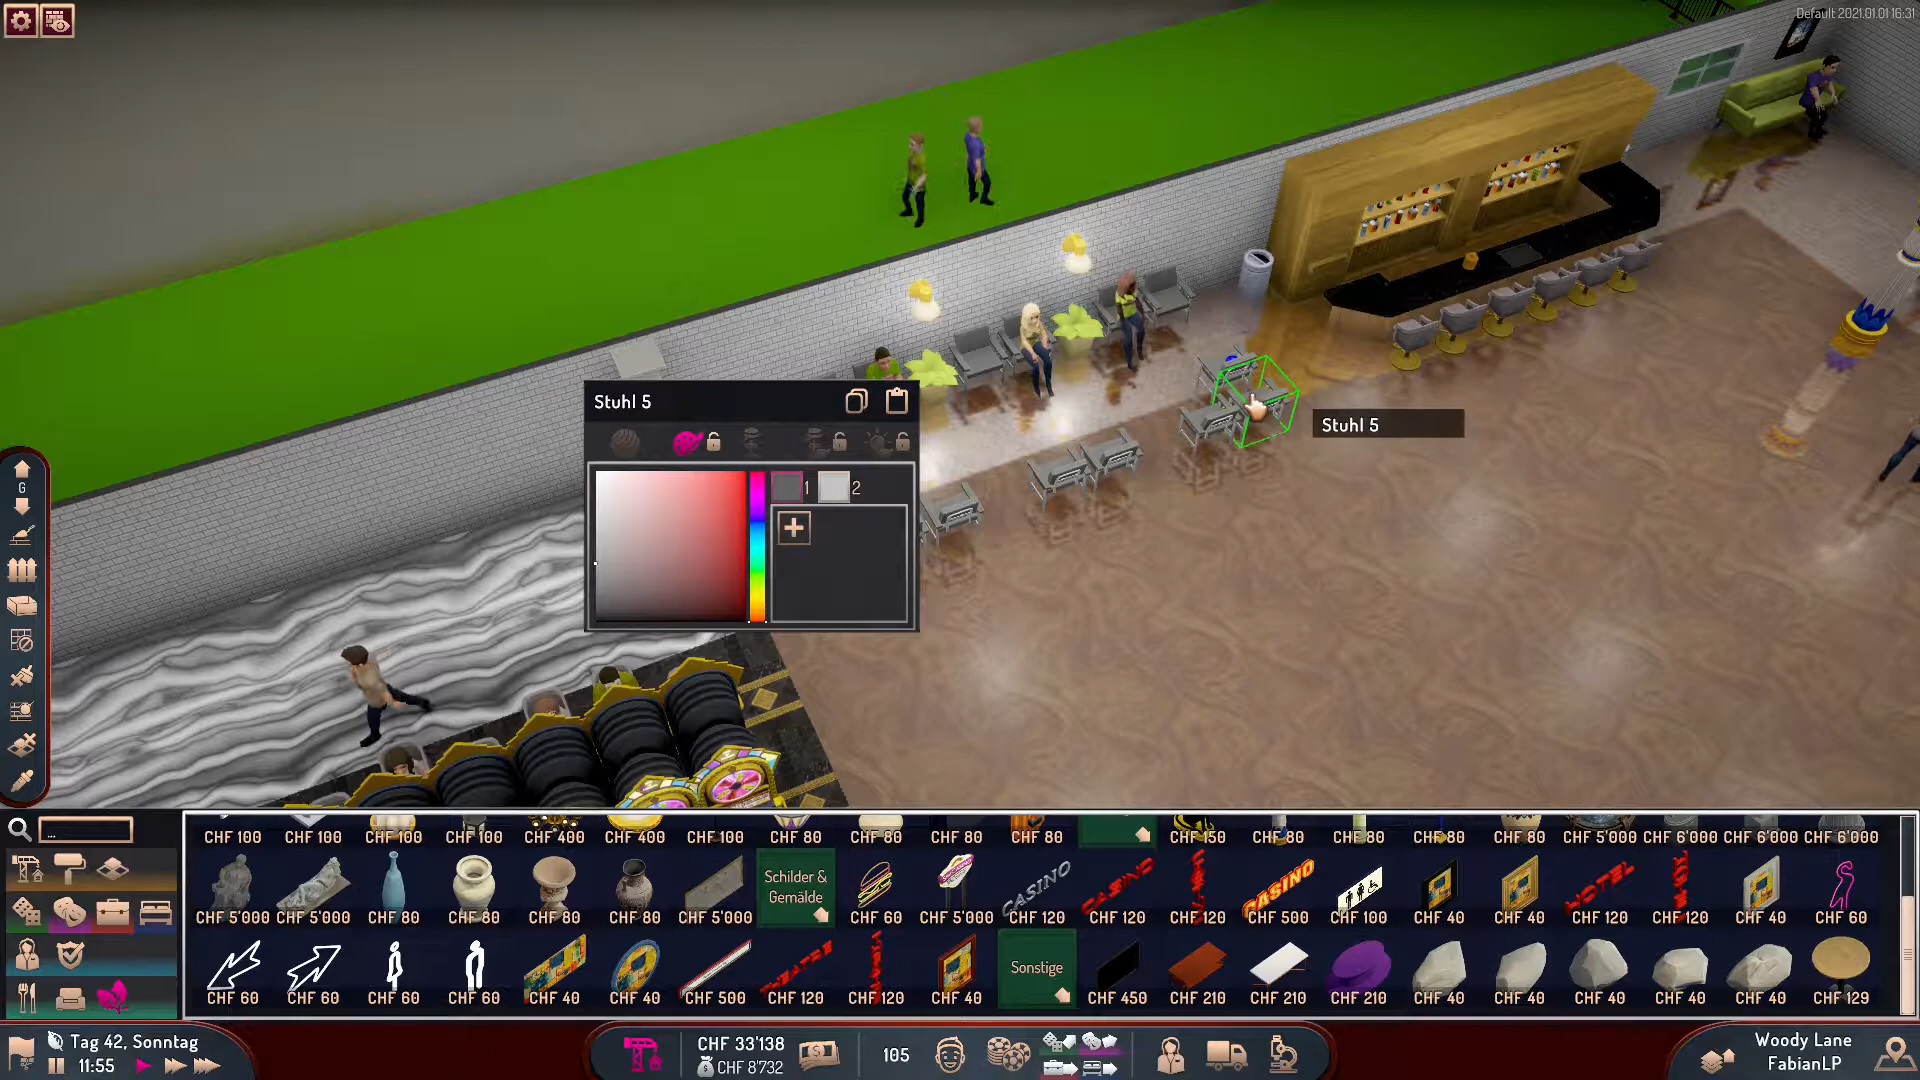 Default 2021.01.01 16:31
Stuhl 5
1
2
Stuhl 5
G
...
CHF 100
CHF 100
CHF 100
CHF 100
CHF 400
CHF 400
CHF 100
CHF 80
CHF 80
CHF 80
CHF 80
CHF 150
CHF 80
CHF 80
CHF 80
CHF 80
CHF 5'000
CHF 6'000
CHF 6'000
CHF 6'000
Schilder &
Gemälde
CASINO
CASINO
CASINO
HOTEL
CHF 5'000
CHF 5'000
CHF 80
CHF 80
CHF 80
CHF 80
CHF 5'000
CHF 60
CHF 5'000
CHF 120
CHF 120
CHF 120
CHF 500
CHF 100
CHF 40
CHF 40
CHF 120
CHF 120
CHF 40
CHF 60
THEATRE
Sonstige
CHF 60
CHF 60
CHF 60
CHF 60
CHF 40
CHF 40
CHF 500
CHF 120
CHF 120
CHF 40
CHF 450
CHF 210
CHF 210
CHF 210
CHF 40
CHF 40
CHF 40
CHF 40
CHF 40
CHF 129
Tag 42, Sonntag
11:55
CHF 33'138
CHF 8'732
105
Woody Lane
FabianLP